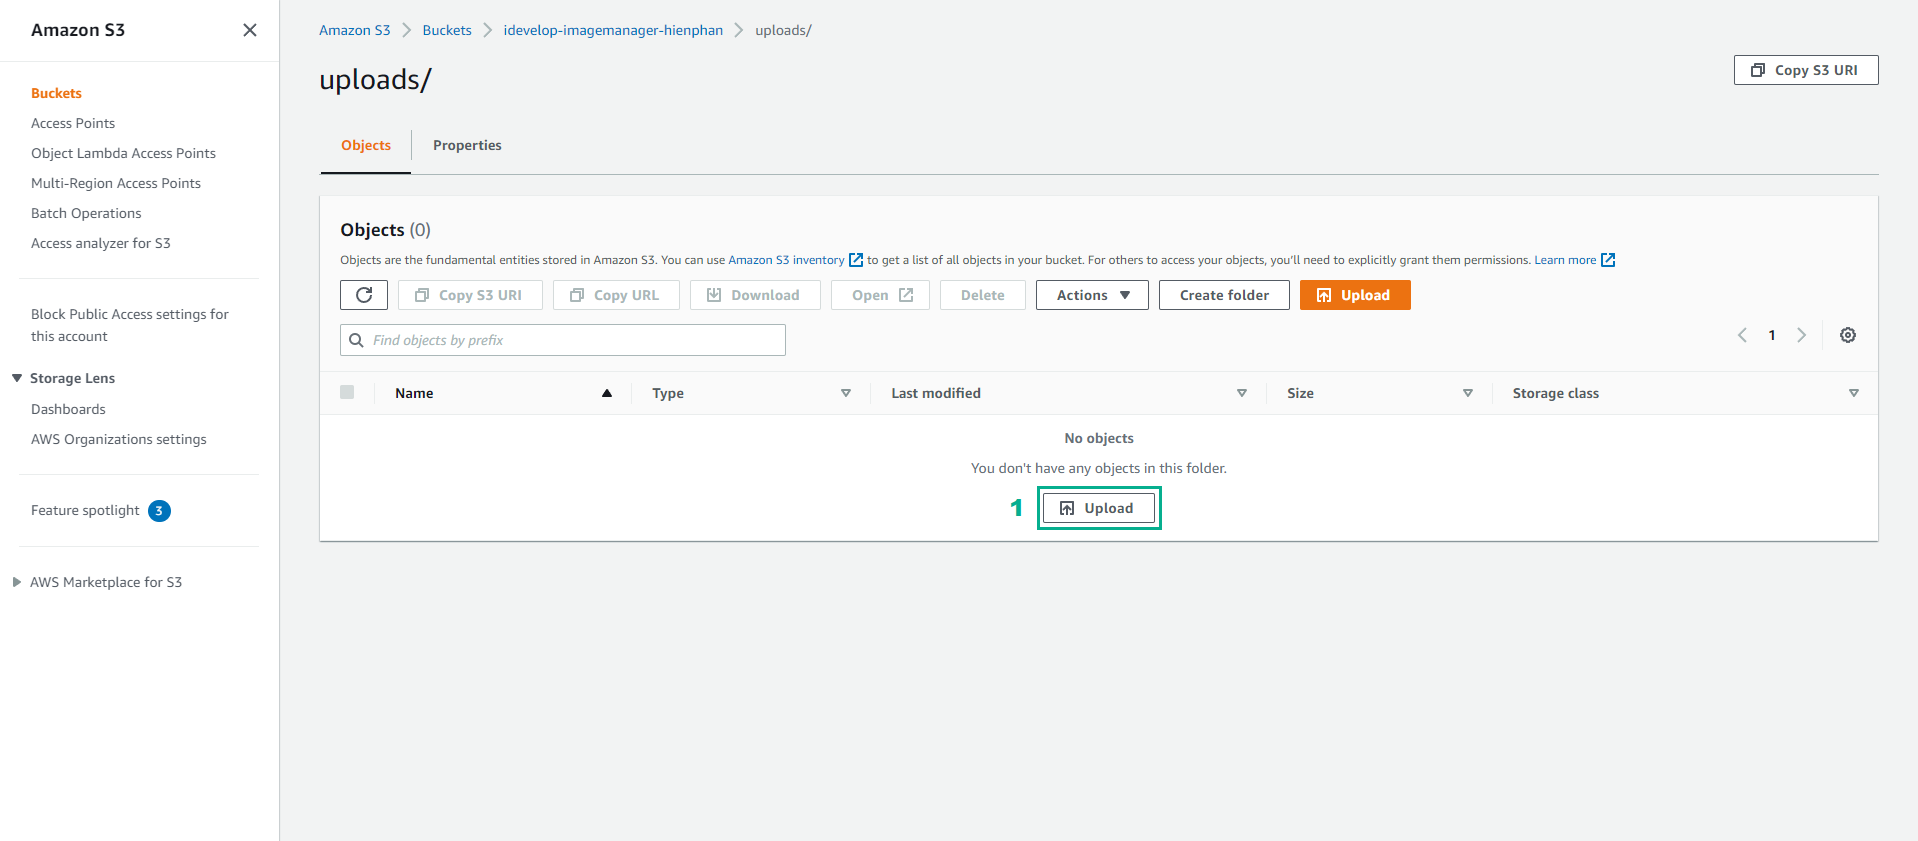 Amazon S3
Buckets
Access Points
Object Lambda Access Points
Multi-Region Access Points
Batch Operations
Access analyzer for S3
Block Public Access settings for
this account
Storage Lens
Dashboards
AWS Organizations settings
Feature spotlight 3
AWS Marketplace for S3
Amazon S3 Buckets idevelop-imagemanager-hienphan uploads/
uploads/
Copy S3 URI
Objects Properties
Objects (0)
Objects are the fundamental entities stored in Amazon S3. You can use Amazon S3 inventory to get a list of all objects in your bucket. For others to access your objects, you'll need to explicitly grant them permissions. Learn more
Copy S3 URI Copy URL Download Open Delete Actions Create folder Upload
Find objects by prefix 1
Name Type Last modified Size Storage class
No objects
You don't have any objects in this folder.
1 Upload